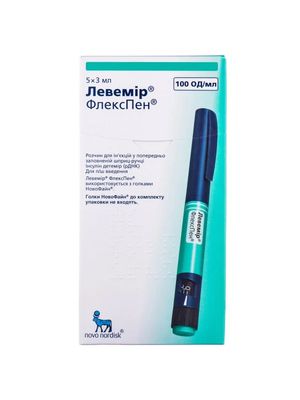 5×3 мл
Левемір®
ФлексПен®
100 ОД/мл
Розчин для ін'єкцій у попередньо
заповненій шприц-ручці
Інсулін детемір (рДНК)
Для п/ш введення
Левемір® ФлексПен®
використовується з голками
НовоФайн®
Голки НовоФайн® до комплекту
упаковки не входять.
Левемір®
ФлексПен®
novo nordisk®